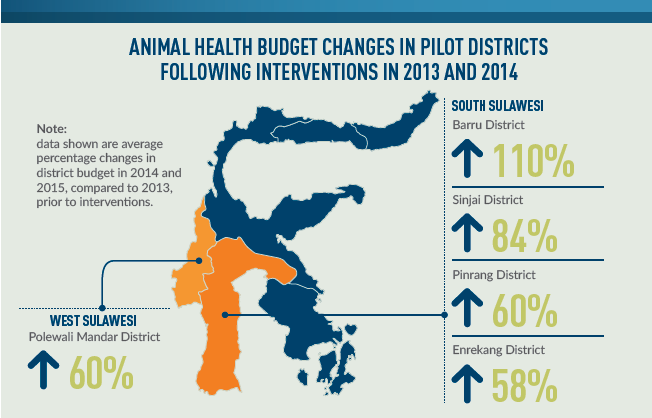 ANIMAL HEALTH BUDGET CHANGES IN PILOT DISTRICTS
FOLLOWING INTERVENTIONS IN 2013 AND 2014
Note:
data shown are average
percentage changes in
district budget in 2014 and
2015, compared to 2013,
prior to interventions.
SOUTH SULAWESI
Barru District
110%
Sinjai District
84%
Pinrang District
60%
Enrekang District
58%
WEST SULAWESI
Polewali Mandar District
60%